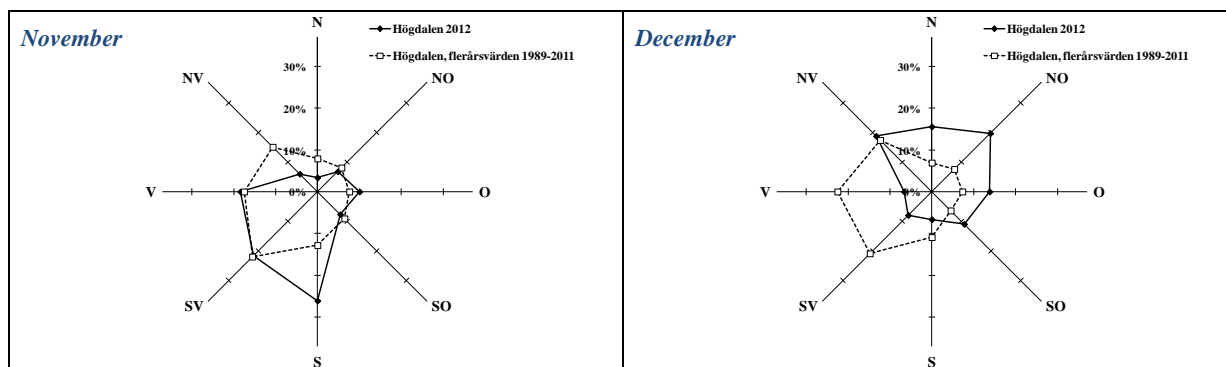 November
N
Högdalen 2012
Högdalen, flerårsvärden 1989-2011
30%
NV
NO
20%
10%
V
0%
O
SV
SO
S
December
N
Högdalen 2012
Högdalen, flerårsvärden 1989-2011
30%
NV
NO
20%
10%
V
0%
O
SV
SO
S